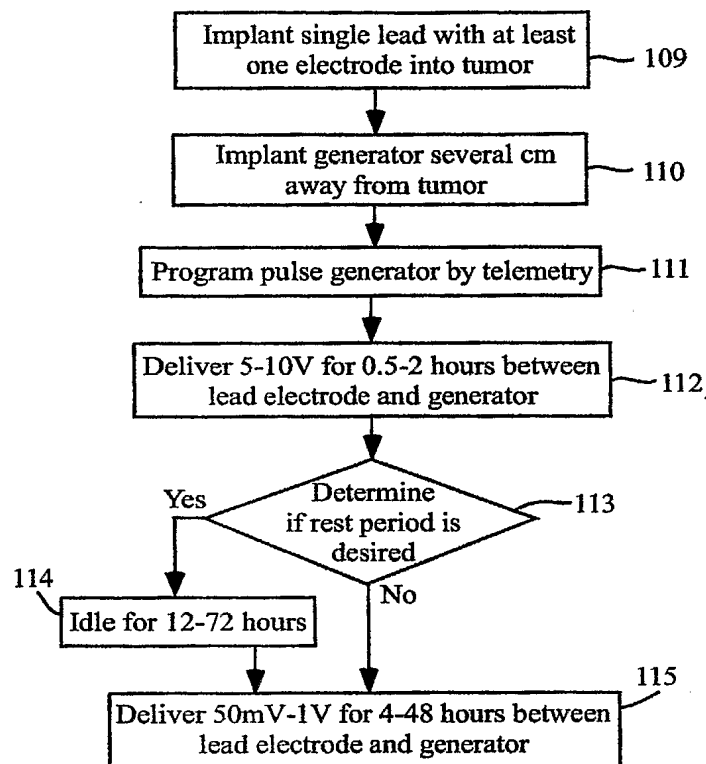 Implant single lead with at least
one electrode into tumor
109
Implant generator several cm
away from tumor
110
Program pulse generator by telemetry
111
Deliver 5-10V for 0.5-2 hours between
lead electrode and generator
112
Determine
if rest period is
desired
113
Yes
No
114
Idle for 12-72 hours
115
Deliver 50mV-1V for 4-48 hours between
lead electrode and generator